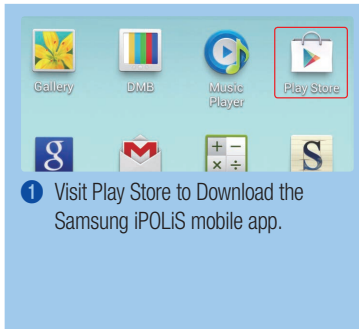 Gallery DMB Music Player Play Store
g
+ − × ÷
S
1 Visit Play Store to Download the
Samsung iPOLiS mobile app.